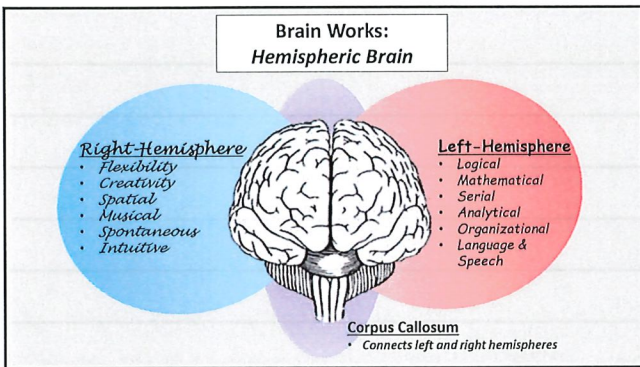 Brain Works:
Hemispheric Brain
Right-Hemisphere
• Flexibility
• Creativity
• Spatial
• Musical
• Spontaneous
• Intuitive
Left-Hemisphere
• Logical
• Mathematical
• Serial
• Analytical
• Organizational
• Language &
Speech
Corpus Callosum
• Connects left and right hemispheres